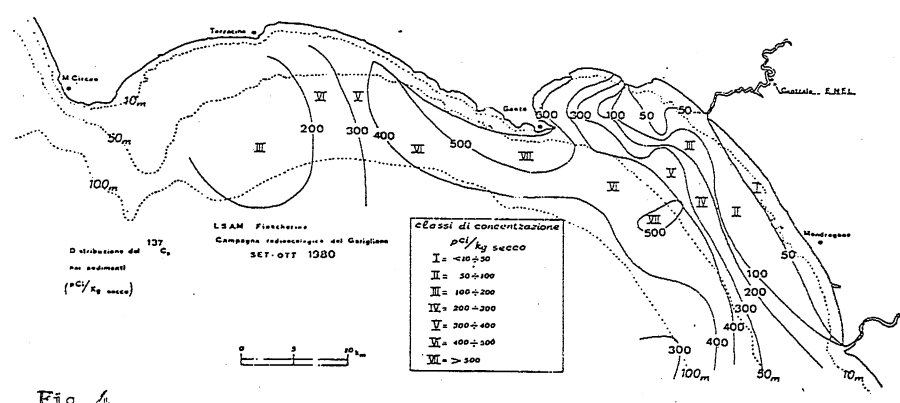 Terracina
M. Circeo
10m
50m
100m
III
200
VI
300
V
400
VI
500
VII
Gaeta
500
300
100
50
50
Centrale ENEL
III
V
IV
II
I
VI
VII
500
Mondragone
50
100
200
300
400
400
300
100m
50m
10m
Distribuzione del 137Cs
nei sedimenti
(pCi/Kg secco)
LSAM Fiascherino
Campagna radioecologica del Garigliano
SET-OTT 1980
0 5 10 km
classi di concentrazione
pCi/kg secco
I = <10÷50
II = 50÷100
III = 100÷200
IV = 200÷300
V = 300÷400
VI = 400÷500
VII = >500
Fig. 4